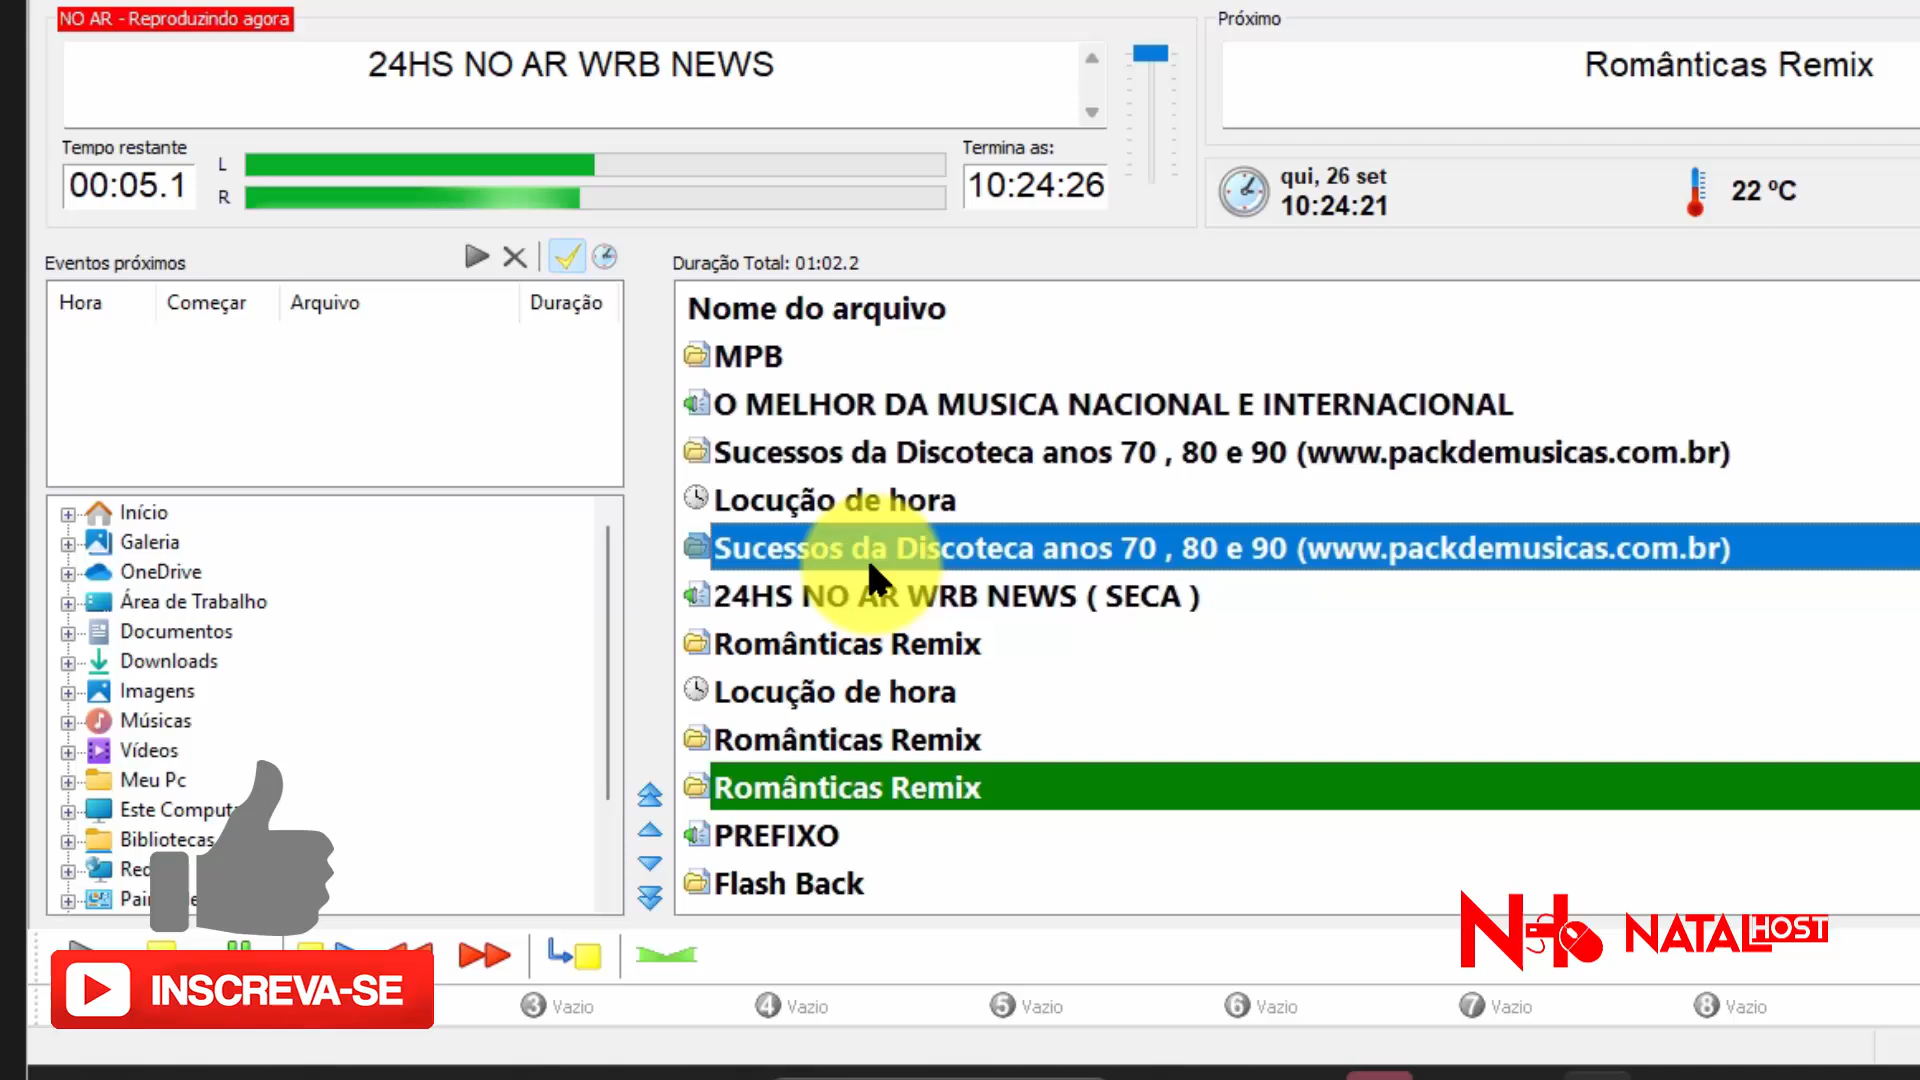 NO AR - Reproduzindo agora
24HS NO AR WRB NEWS
Próximo
Românticas Remix
Tempo restante
00:05.1
L
R
Termina as:
10:24:26
qui, 26 set
10:24:21
22 ºC
Eventos próximos
Hora Começar Arquivo Duração
Início
Galeria
OneDrive
Área de Trabalho
Documentos
Downloads
Imagens
Músicas
Vídeos
Meu Pc
Este Comput
Bibliotecas
Duração Total: 01:02.2
Nome do arquivo
MPB
O MELHOR DA MUSICA NACIONAL E INTERNACIONAL
Sucessos da Discoteca anos 70 , 80 e 90 (www.packdemusicas.com.br)
Locução de hora
Sucessos da Discoteca anos 70 , 80 e 90 (www.packdemusicas.com.br)
24HS NO AR WRB NEWS ( SECA )
Românticas Remix
Locução de hora
Românticas Remix
Românticas Remix
PREFIXO
Flash Back
NATAL HOST
INSCREVA-SE
3 Vazio 4 Vazio 5 Vazio 6 Vazio 7 Vazio 8 Vazio